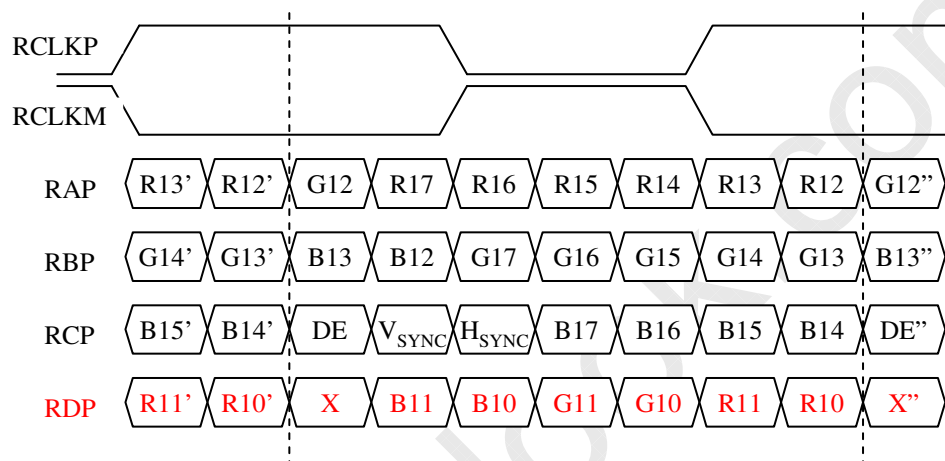 RCLKP
RCLKM
RAP R13' R12' G12 R17 R16 R15 R14 R13 R12 G12"
RBP G14' G13' B13 B12 G17 G16 G15 G14 G13 B13"
RCP B15' B14' DE VSYNC HSYNC B17 B16 B15 B14 DE"
RDP R11' R10' X B11 B10 G11 G10 R11 R10 X"